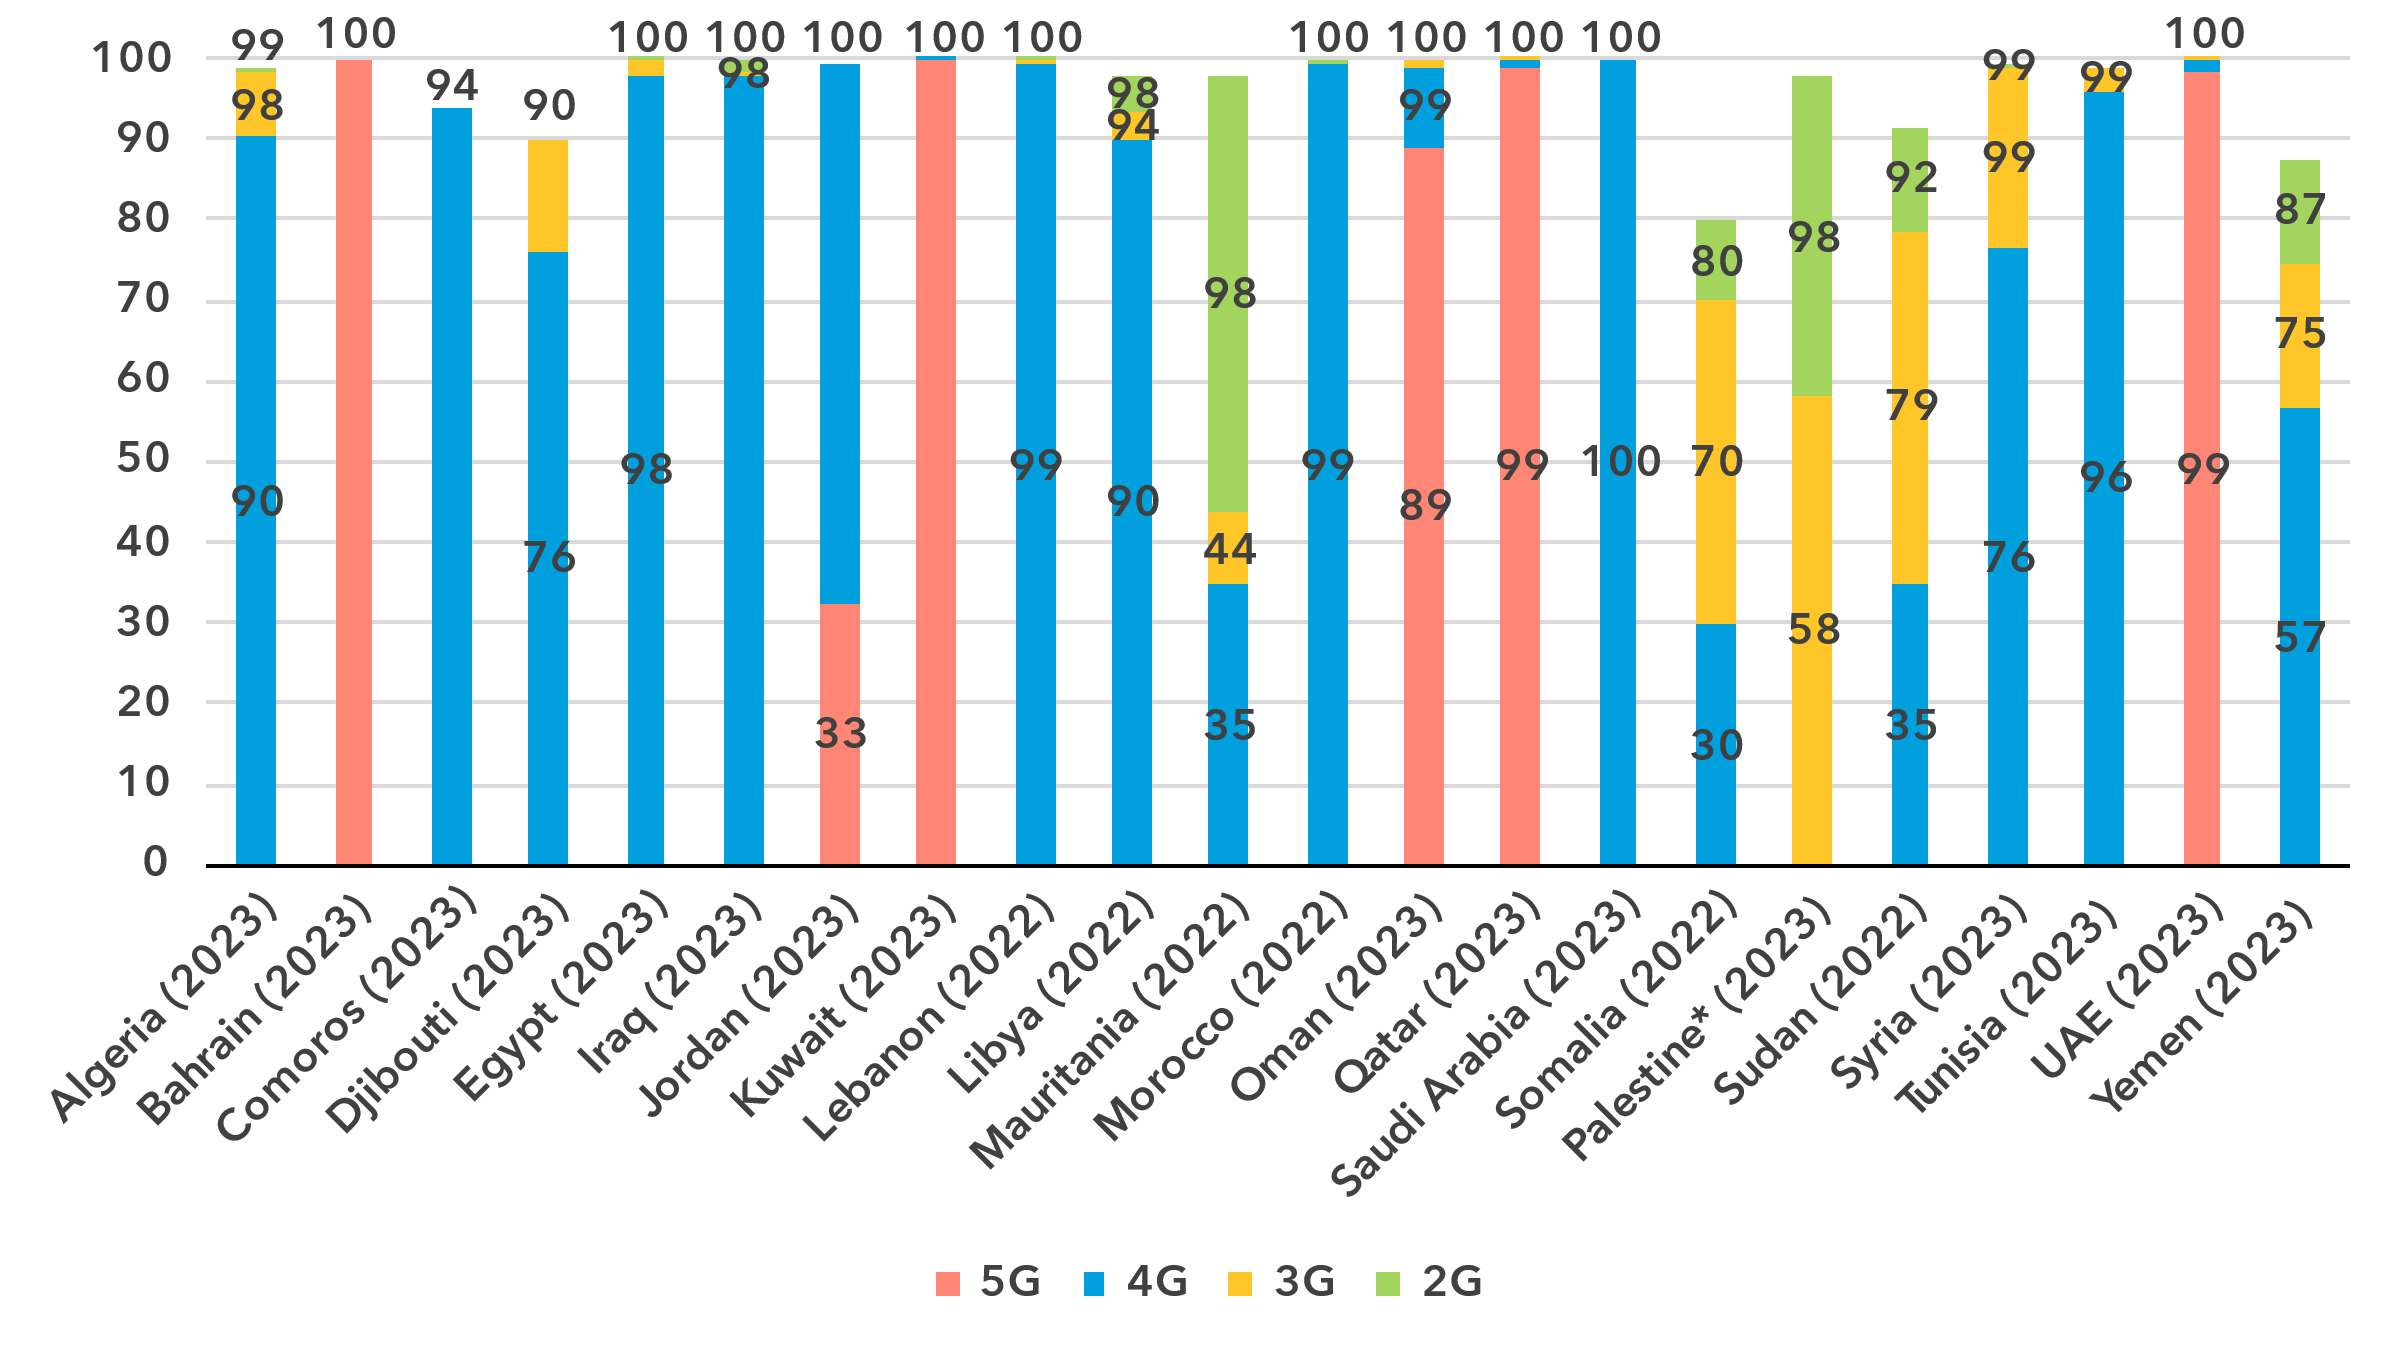 100
90
80
70
60
50
40
30
20
10
0
99
98
90
100
94
90
76
100
98
100
98
100
33
100
100
99
98
94
90
98
44
35
100
99
100
99
89
100
99
100
100
80
70
30
98
58
92
79
35
99
99
76
99
96
100
99
87
75
57
Algeria (2023)
Bahrain (2023)
Comoros (2023)
Djibouti (2023)
Egypt (2023)
Iraq (2023)
Jordan (2023)
Kuwait (2023)
Lebanon (2022)
Libya (2022)
Mauritania (2022)
Morocco (2022)
Oman (2023)
Qatar (2023)
Saudi Arabia (2023)
Somalia (2022)
Palestine* (2023)
Sudan (2022)
Syria (2023)
Tunisia (2023)
UAE (2023)
Yemen (2023)
5G 4G 3G 2G